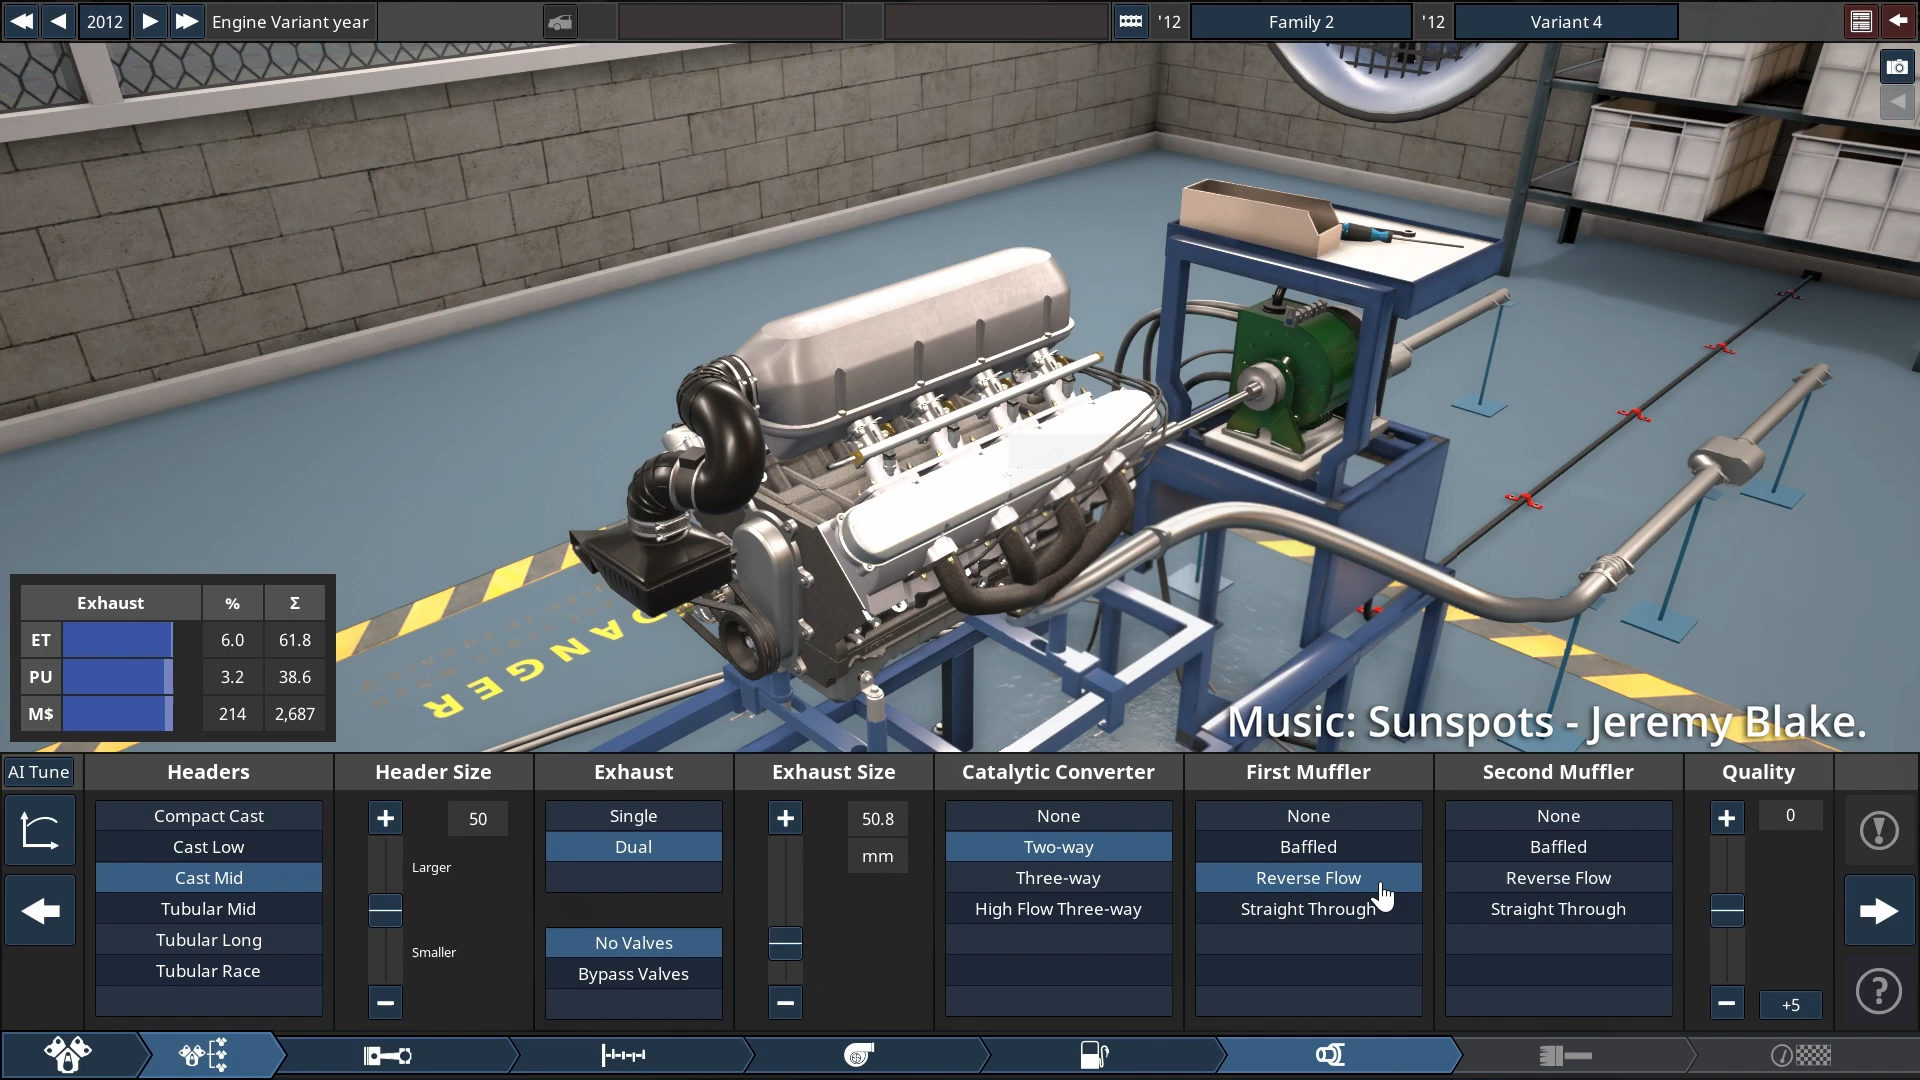 2012 Engine Variant year '12 Family 2 '12 Variant 4
DANGER
Exhaust % Σ
ET 6.0 61.8
PU 3.2 38.6
M$ 214 2,687
Music: Sunspots - Jeremy Blake.
AI Tune Headers Header Size Exhaust Exhaust Size Catalytic Converter First Muffler Second Muffler Quality
Compact Cast 50 Single 50.8 None None None 0
Cast Low Dual mm Two-way Baffled Baffled
Larger
Cast Mid Three-way Reverse Flow Reverse Flow
Tubular Mid High Flow Three-way Straight Through Straight Through
Tubular Long No Valves
Smaller
Tubular Race Bypass Valves
+5